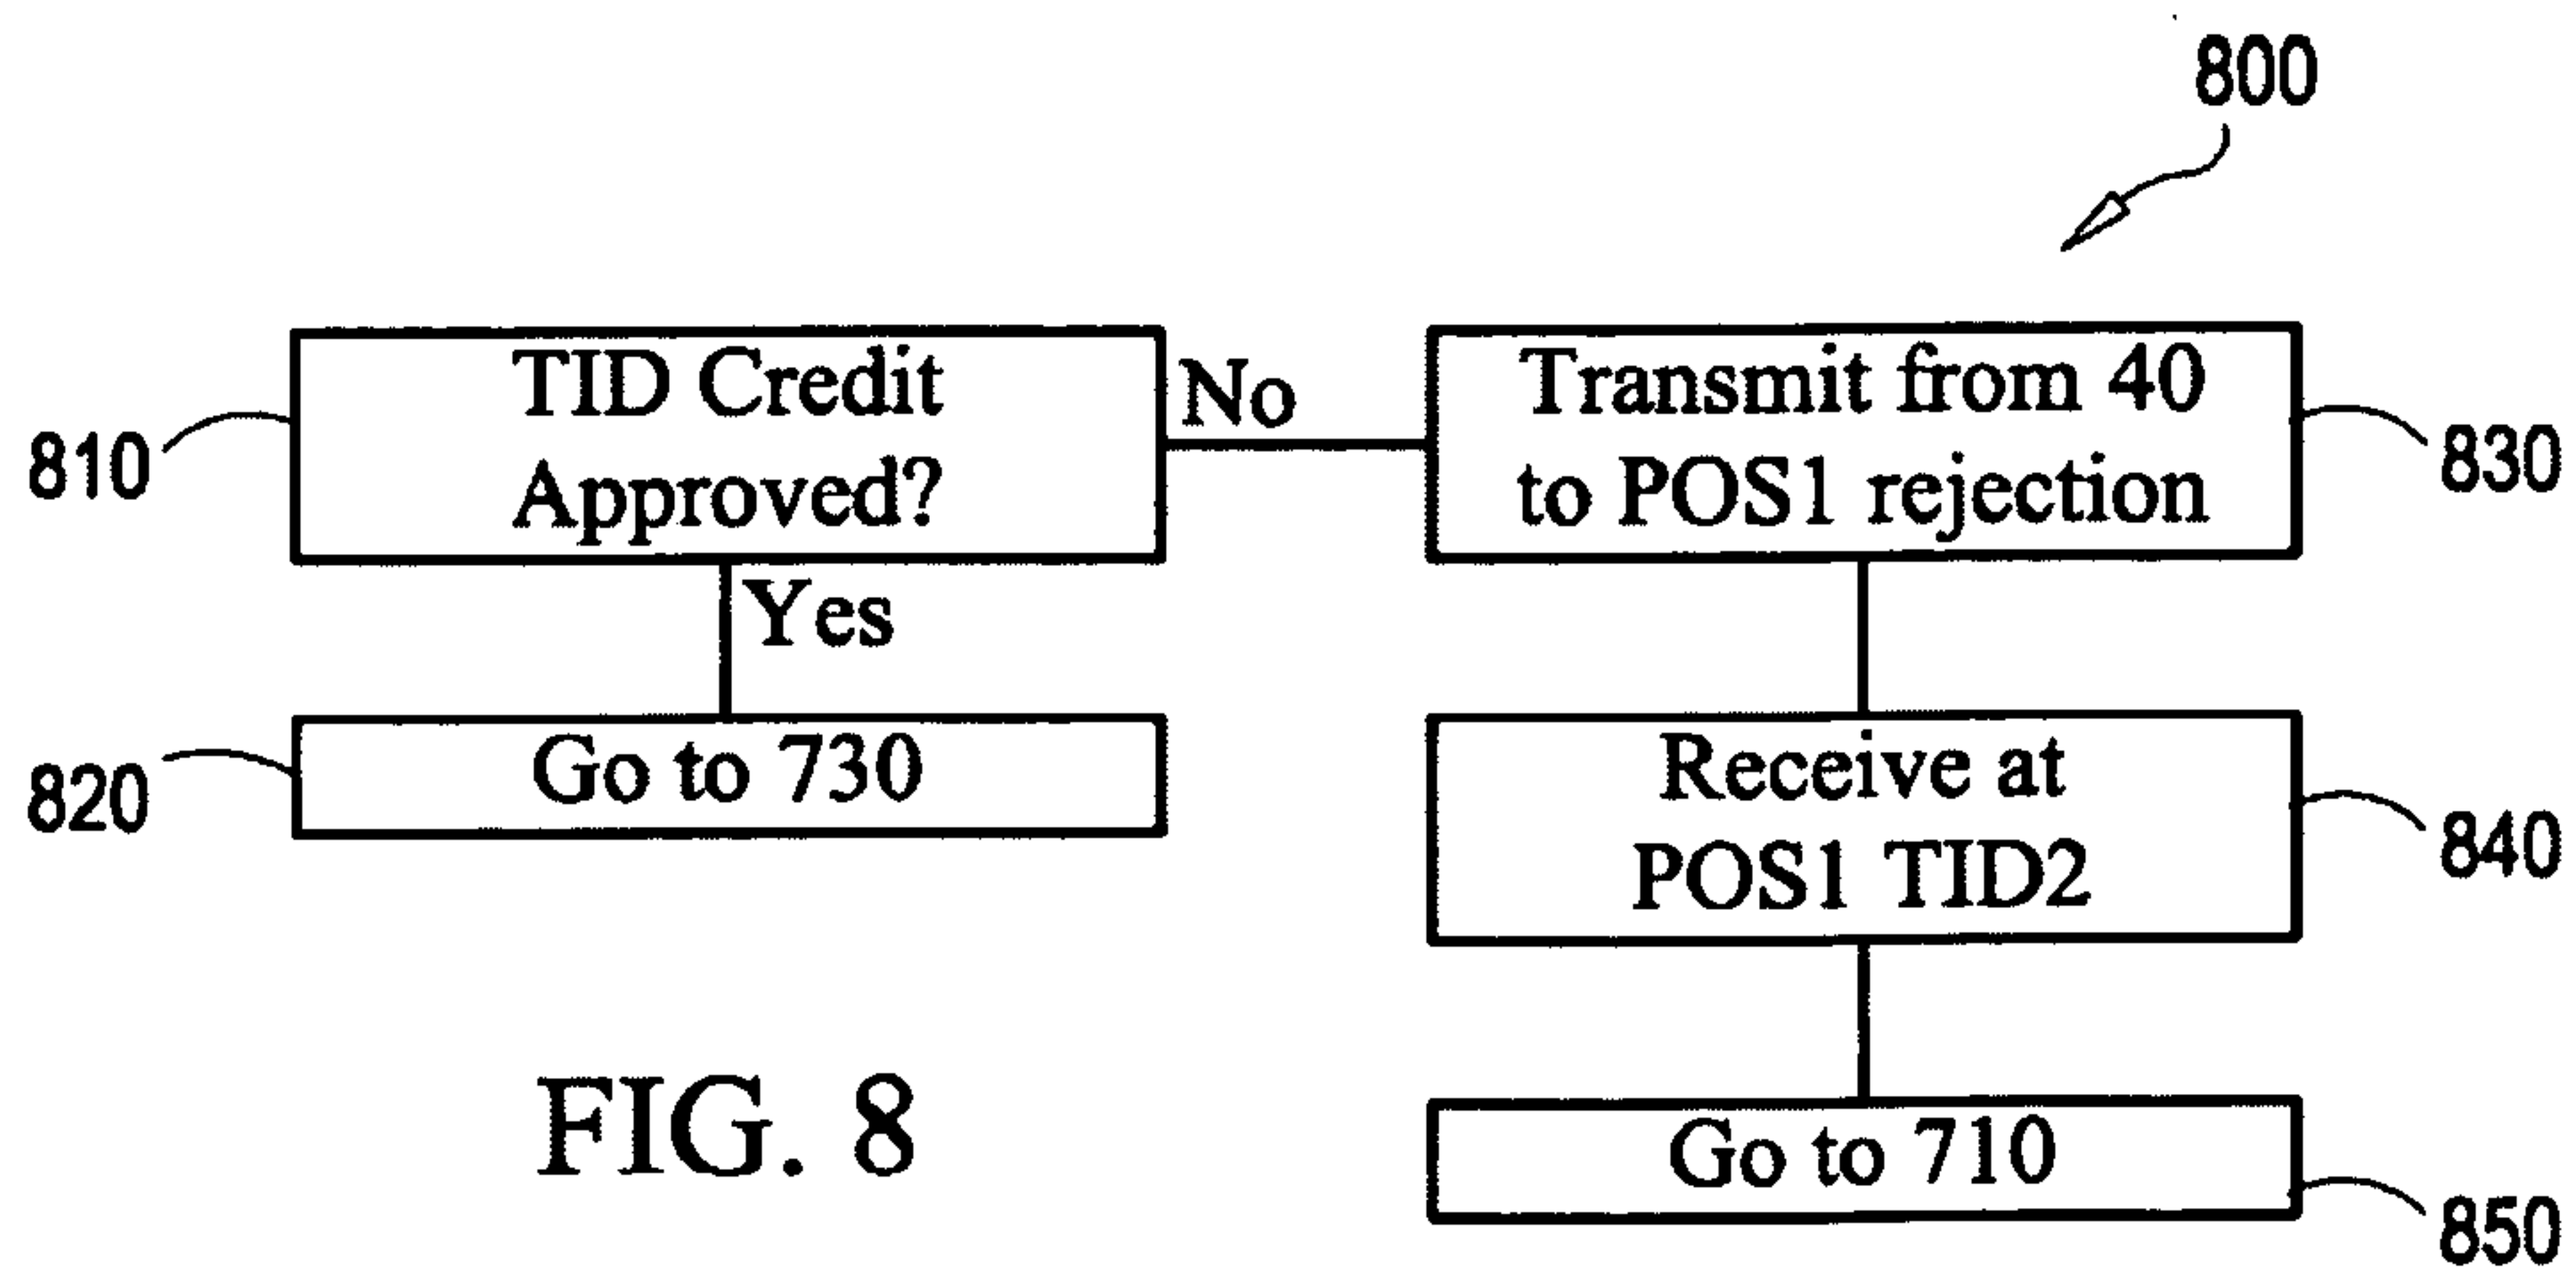 800
TID Credit
Approved?
No
Transmit from 40
to POS1 rejection
810
830
Yes
Go to 730
820
Receive at
POS1 TID2
840
Go to 710
850
FIG. 8